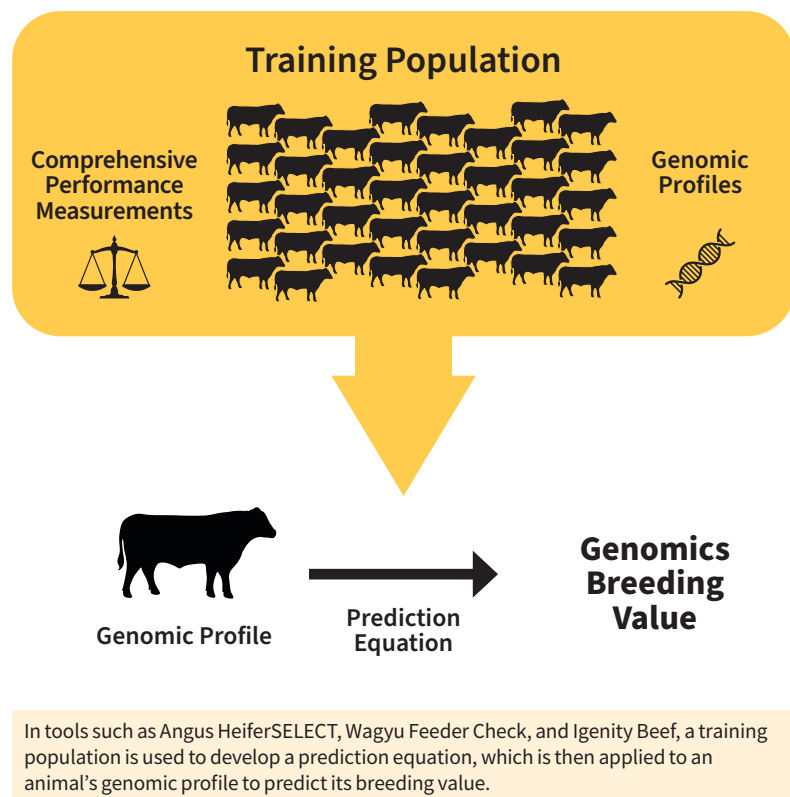 Training Population
Comprehensive
Performance
Measurements
Genomic
Profiles
Genomic Profile
Prediction
Equation
Genomics
Breeding
Value
In tools such as Angus HeiferSELECT, Wagyu Feeder Check, and Igenity Beef, a training
population is used to develop a prediction equation, which is then applied to an
animal’s genomic profile to predict its breeding value.